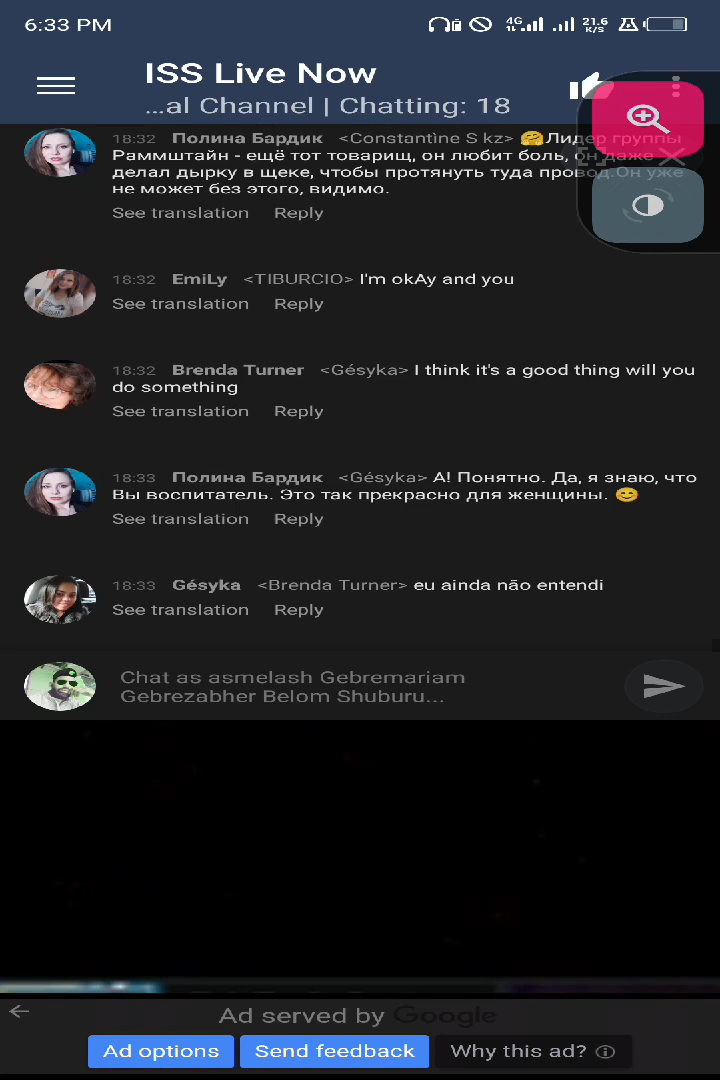 6:33 PM
4G
21.6
K/S
ISS Live Now
...al Channel | Chatting: 18
18:32 Полина Бардик <Constantìne S kz> 🤗Лидер группы
Раммштайн - ещё тот товарищ, он любит боль, он даже
делал дырку в щеке, чтобы протянуть туда провод.Он уже
не может без этого, видимо.
See translation Reply
18:32 EmiLy <TIBURCIO> I'm okAy and you
See translation Reply
18:32 Brenda Turner <Gésyka> I think it's a good thing will you
do something
See translation Reply
18:33 Полина Бардик <Gésyka> А! Понятно. Да, я знаю, что
Вы воспитатель. Это так прекрасно для женщины. 😊
See translation Reply
18:33 Gésyka <Brenda Turner> eu ainda não entendi
See translation Reply
Chat as asmelash Gebremariam
Gebrezabher Belom Shuburu...
Ad served by Google
Ad options Send feedback Why this ad?